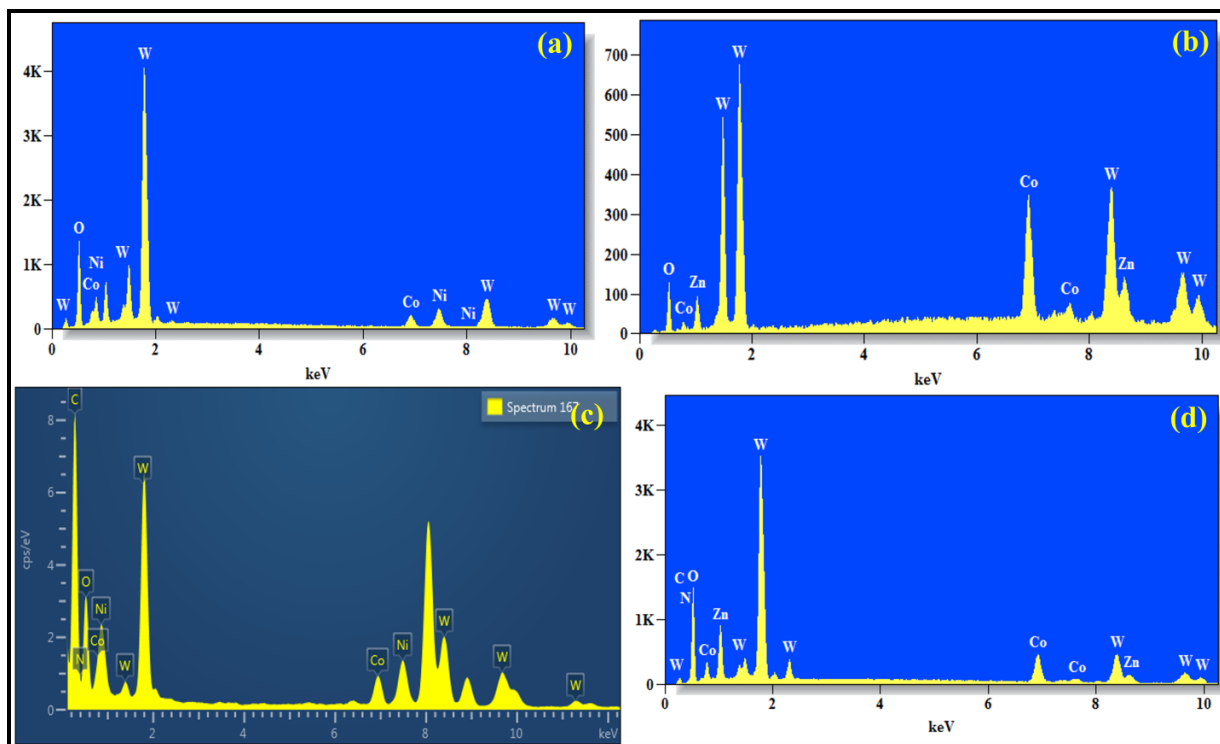 (a)
W
4K
3K
2K
O
1K
W
Ni
Co
W
W
Co
Ni
Ni
W
W
W
0
0
2
4
6
8
10
keV
(b)
700
W
600
W
500
400
W
Co
300
200
O
Zn
W
Zn
100
Co
Co
W
0
0
2
4
6
8
10
keV
C
Spectrum 167
(c)
8
W
6
cps/eV
O
4
Ni
Co
W
2
N
W
Co
Ni
W
W
0
2
4
6
8
10
keV
(d)
4K
W
3K
2K
C
O
N
Zn
1K
W
Co
W
W
Co
Co
W
Zn
W
W
0
0
2
4
6
8
10
keV